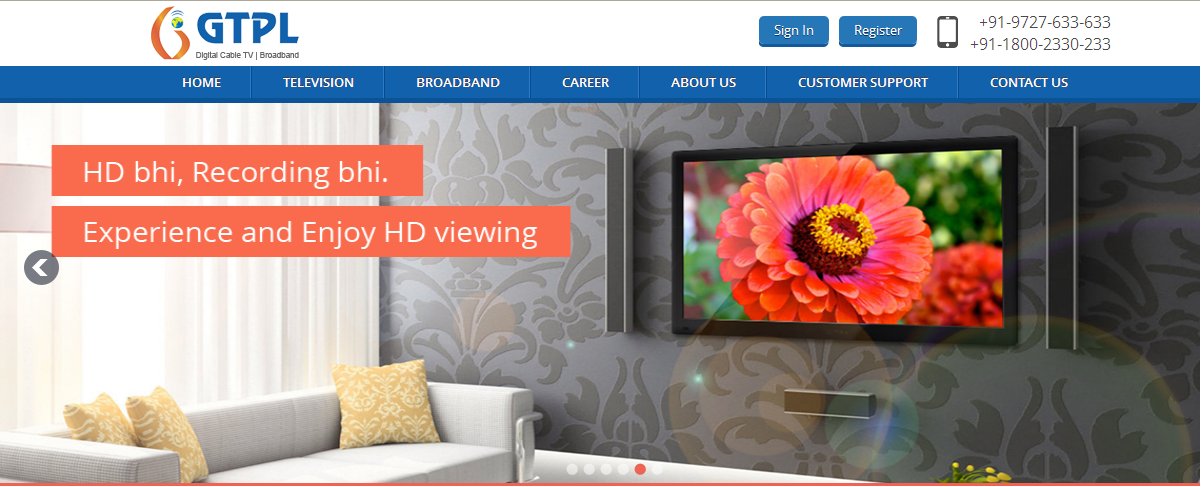 GTPL
Digital Cable TV | Broadband
Sign In
Register
+91-9727-633-633
+91-1800-2330-233
HOME
TELEVISION
BROADBAND
CAREER
ABOUT US
CUSTOMER SUPPORT
CONTACT US
HD bhi, Recording bhi.
Experience and Enjoy HD viewing